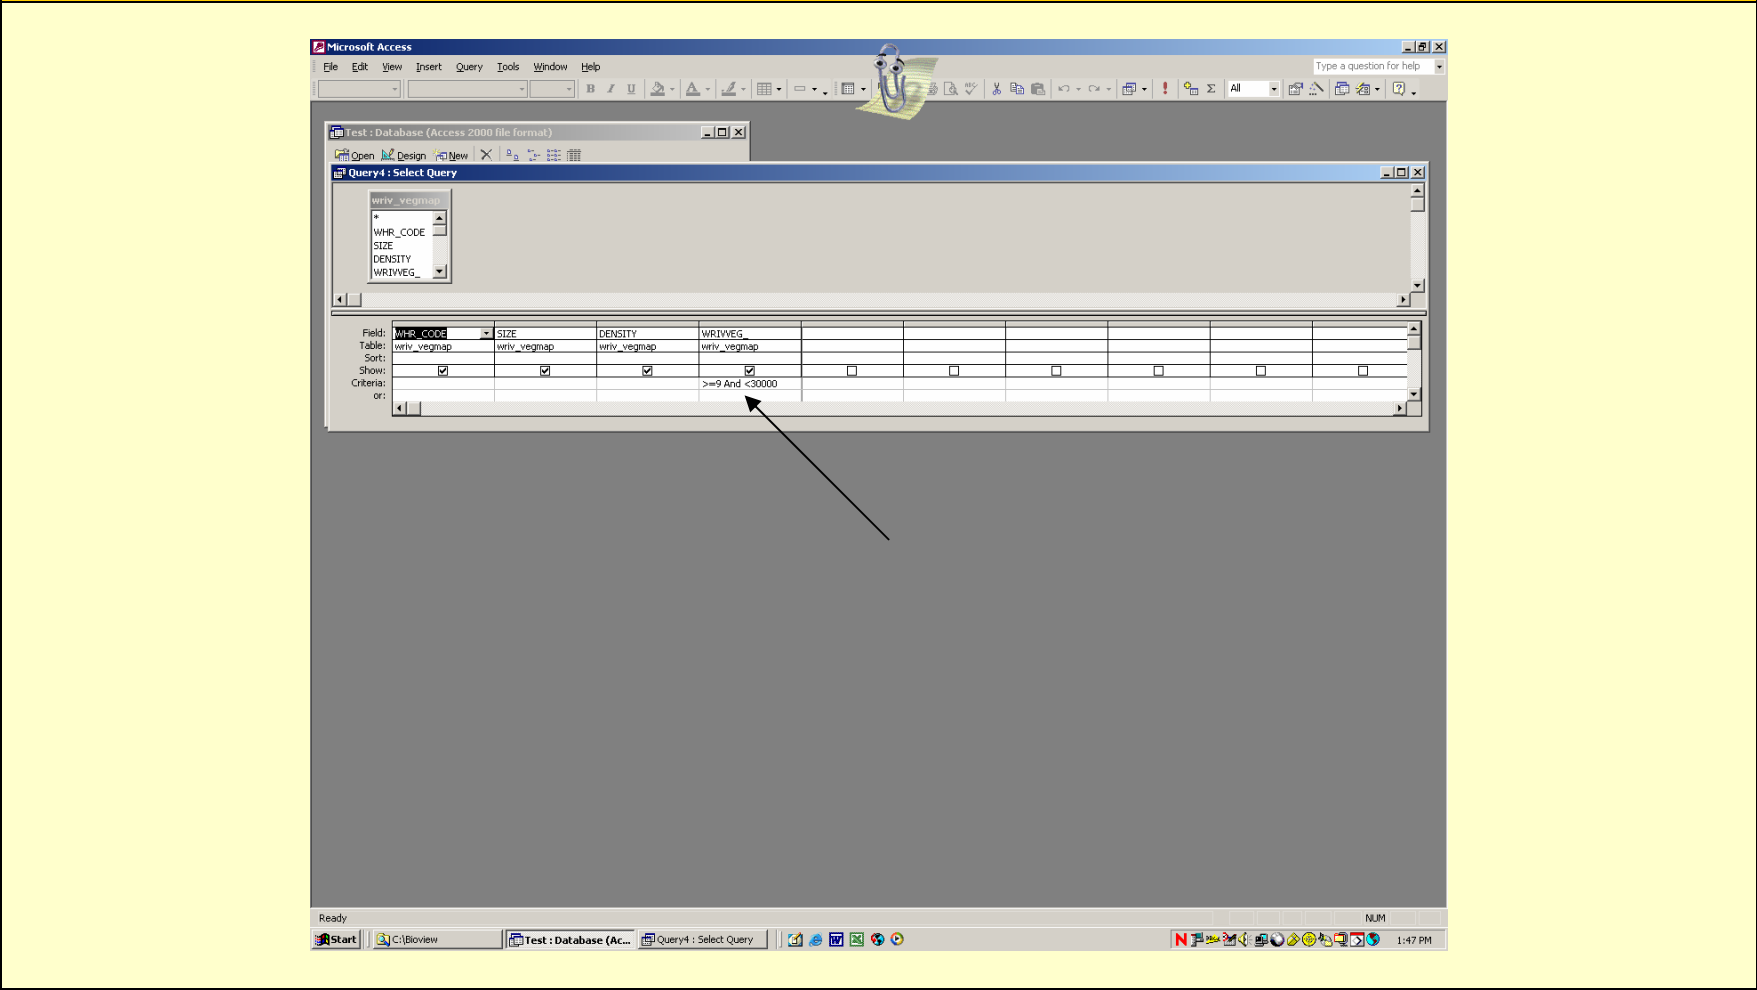 Microsoft Access
File Edit View Insert Query Tools Window Help
Type a question for help
B I U All
Test : Database (Access 2000 file format)
Open Design New
Query4 : Select Query
wriv_vegmap
*
WHR_CODE
SIZE
DENSITY
WRIVVEG_
Field: WHR_CODE SIZE DENSITY WRIVVEG_
Table: wriv_vegmap wriv_vegmap wriv_vegmap wriv_vegmap
Sort:
Show:
Criteria: >=9 And <30000
or:
Ready NUM
Start C:\Bioview Test : Database (Ac... Query4 : Select Query 1:47 PM